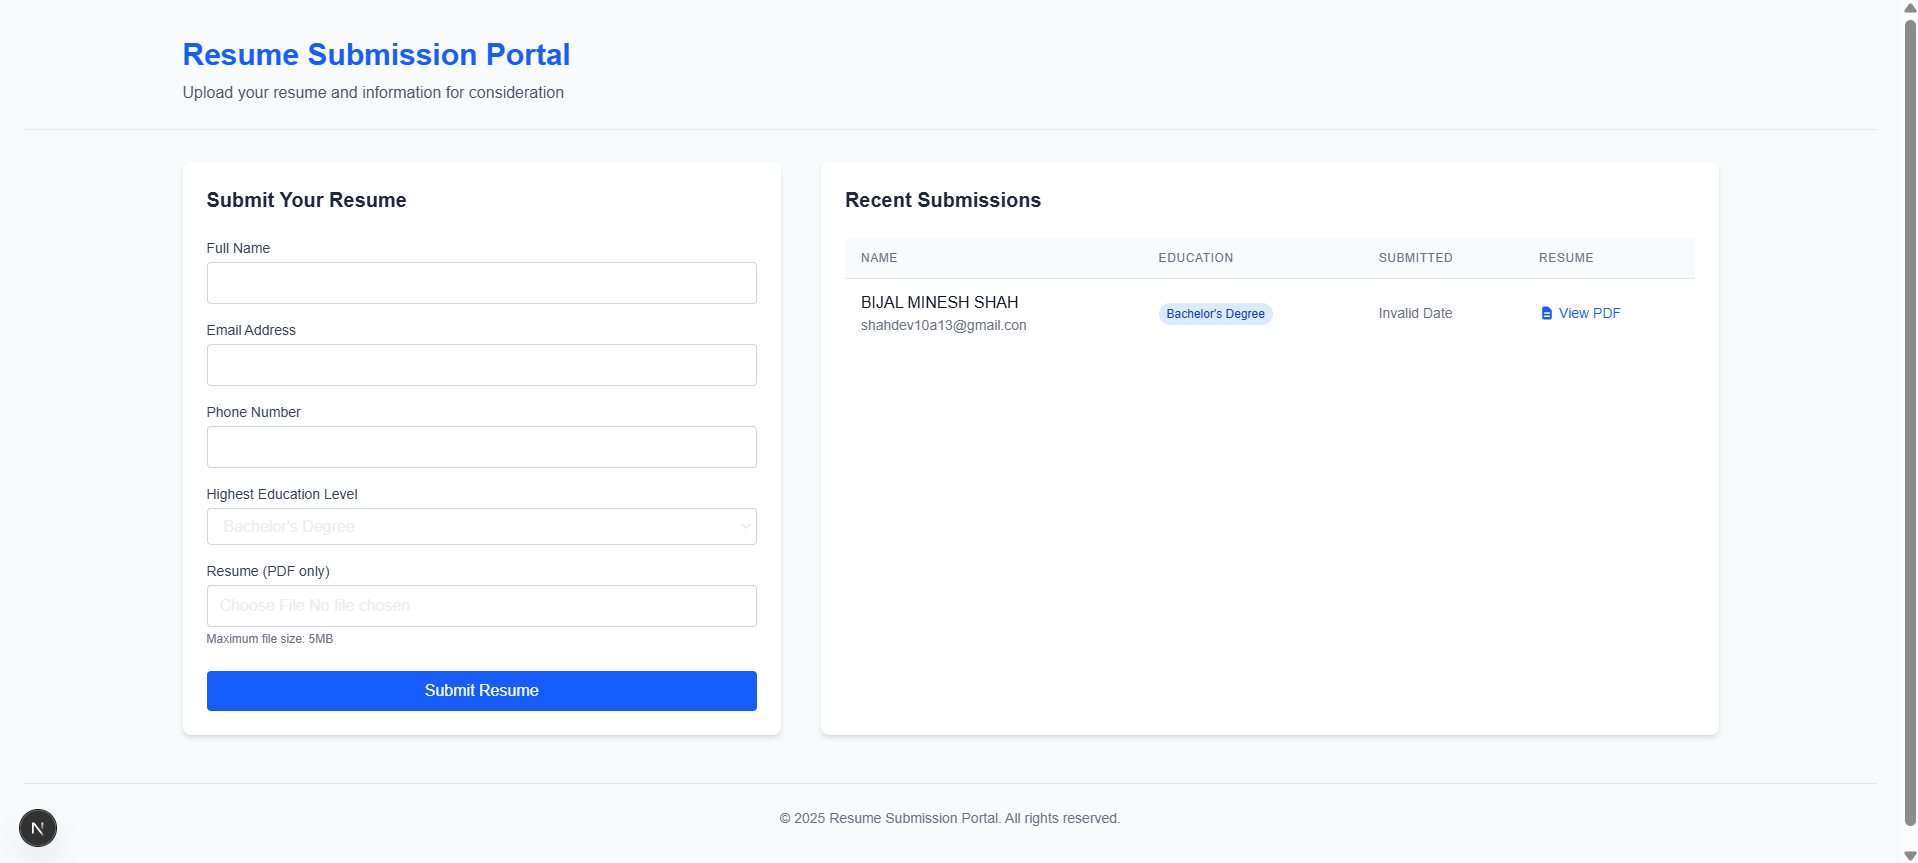 Resume Submission Portal
Upload your resume and information for consideration
Submit Your Resume
Full Name
Email Address
Phone Number
Highest Education Level
Bachelor's Degree
Resume (PDF only)
Choose File No file chosen
Maximum file size: 5MB
Submit Resume
Recent Submissions
NAME EDUCATION SUBMITTED RESUME
BIJAL MINESH SHAH
shahdev10a13@gmail.con
Bachelor's Degree Invalid Date View PDF
© 2025 Resume Submission Portal. All rights reserved.
N